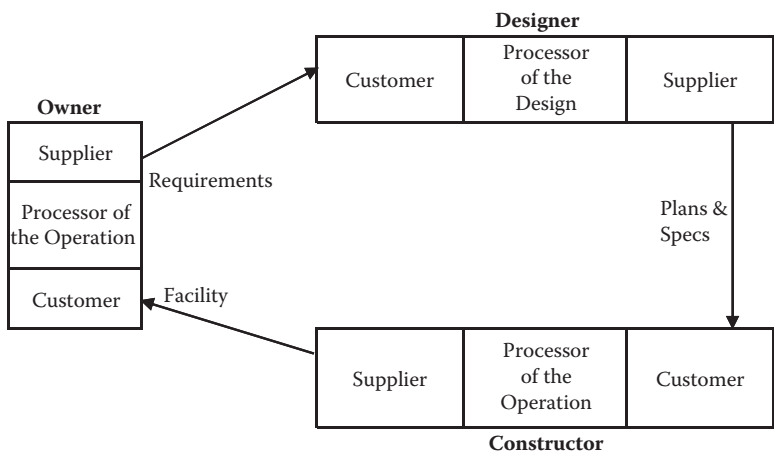 Designer
Customer
Processor
of the
Design
Supplier
Owner
Supplier
Processor of
the Operation
Customer
Requirements
Plans &
Specs
Facility
Supplier
Processor
of the
Operation
Customer
Constructor